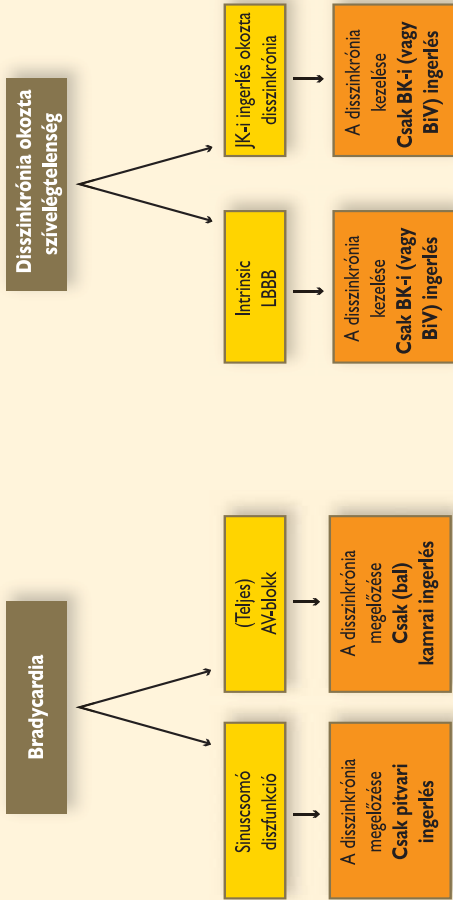 Bradycardia
Sinuscsomó
diszfunkció
A disszinkrónia
megelőzése
Csak pitvari
ingerlés
(Teljes)
AV-blokk
A disszinkrónia
megelőzése
Csak (bal)
kamrai ingerlés
Disszinkrónia okozta
szívelégtelenség
Intrinsic
LBBB
A disszinkrónia
kezelése
Csak BK-i (vagy
BiV) ingerlés
JK-i ingerlés okozta
disszinkrónia
A disszinkrónia
kezelése
Csak BK-i (vagy
BiV) ingerlés